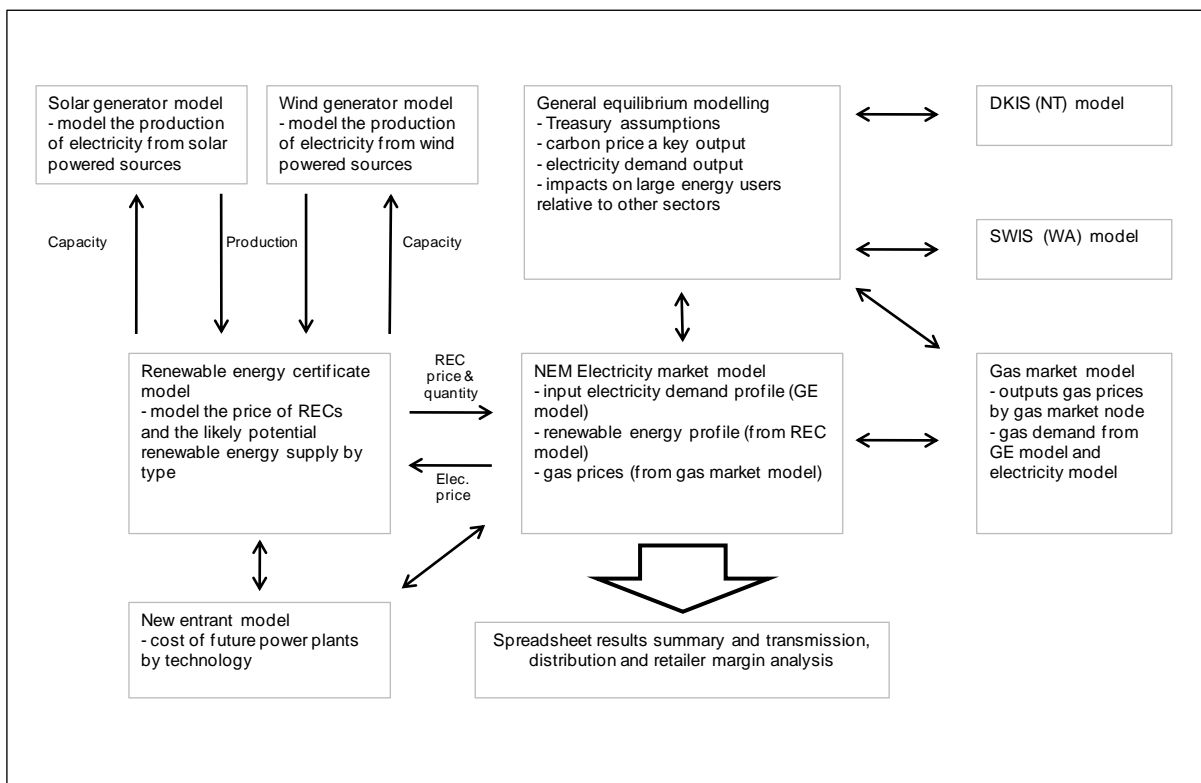 Solar generator model
- model the production
of electricity from solar
powered sources
Wind generator model
- model the production
of electricity from wind
powered sources
General equilibrium modelling
- Treasury assumptions
- carbon price a key output
- electricity demand output
- impacts on large energy users
relative to other sectors
DKIS (NT) model
SWIS (WA) model
Capacity
Production
Capacity
Renewable energy certificate
model
- model the price of RECs
and the likely potential
renewable energy supply by
type
REC
price &
quantity
Elec.
price
NEM Electricity market model
- input electricity demand profile (GE
model)
- renewable energy profile (from REC
model)
- gas prices (from gas market model)
Gas market model
- outputs gas prices
by gas market node
- gas demand from
GE model and
electricity model
New entrant model
- cost of future power plants
by technology
Spreadsheet results summary and transmission,
distribution and retailer margin analysis